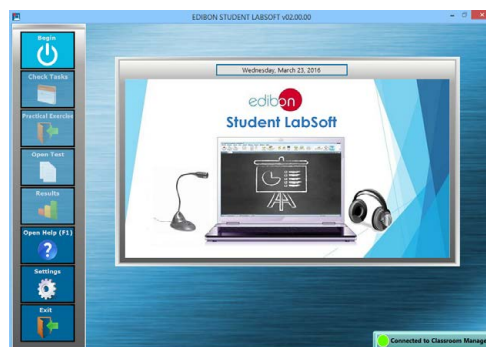 EDIBON STUDENT LABSOFT v02.00.00
Begin
Check Tasks
Practical Exercise
Open Test
Results
Open Help (F1)
Settings
Exit
Wednesday, March 23, 2016
edibon
Student LabSoft
Connected to Classroom Manage